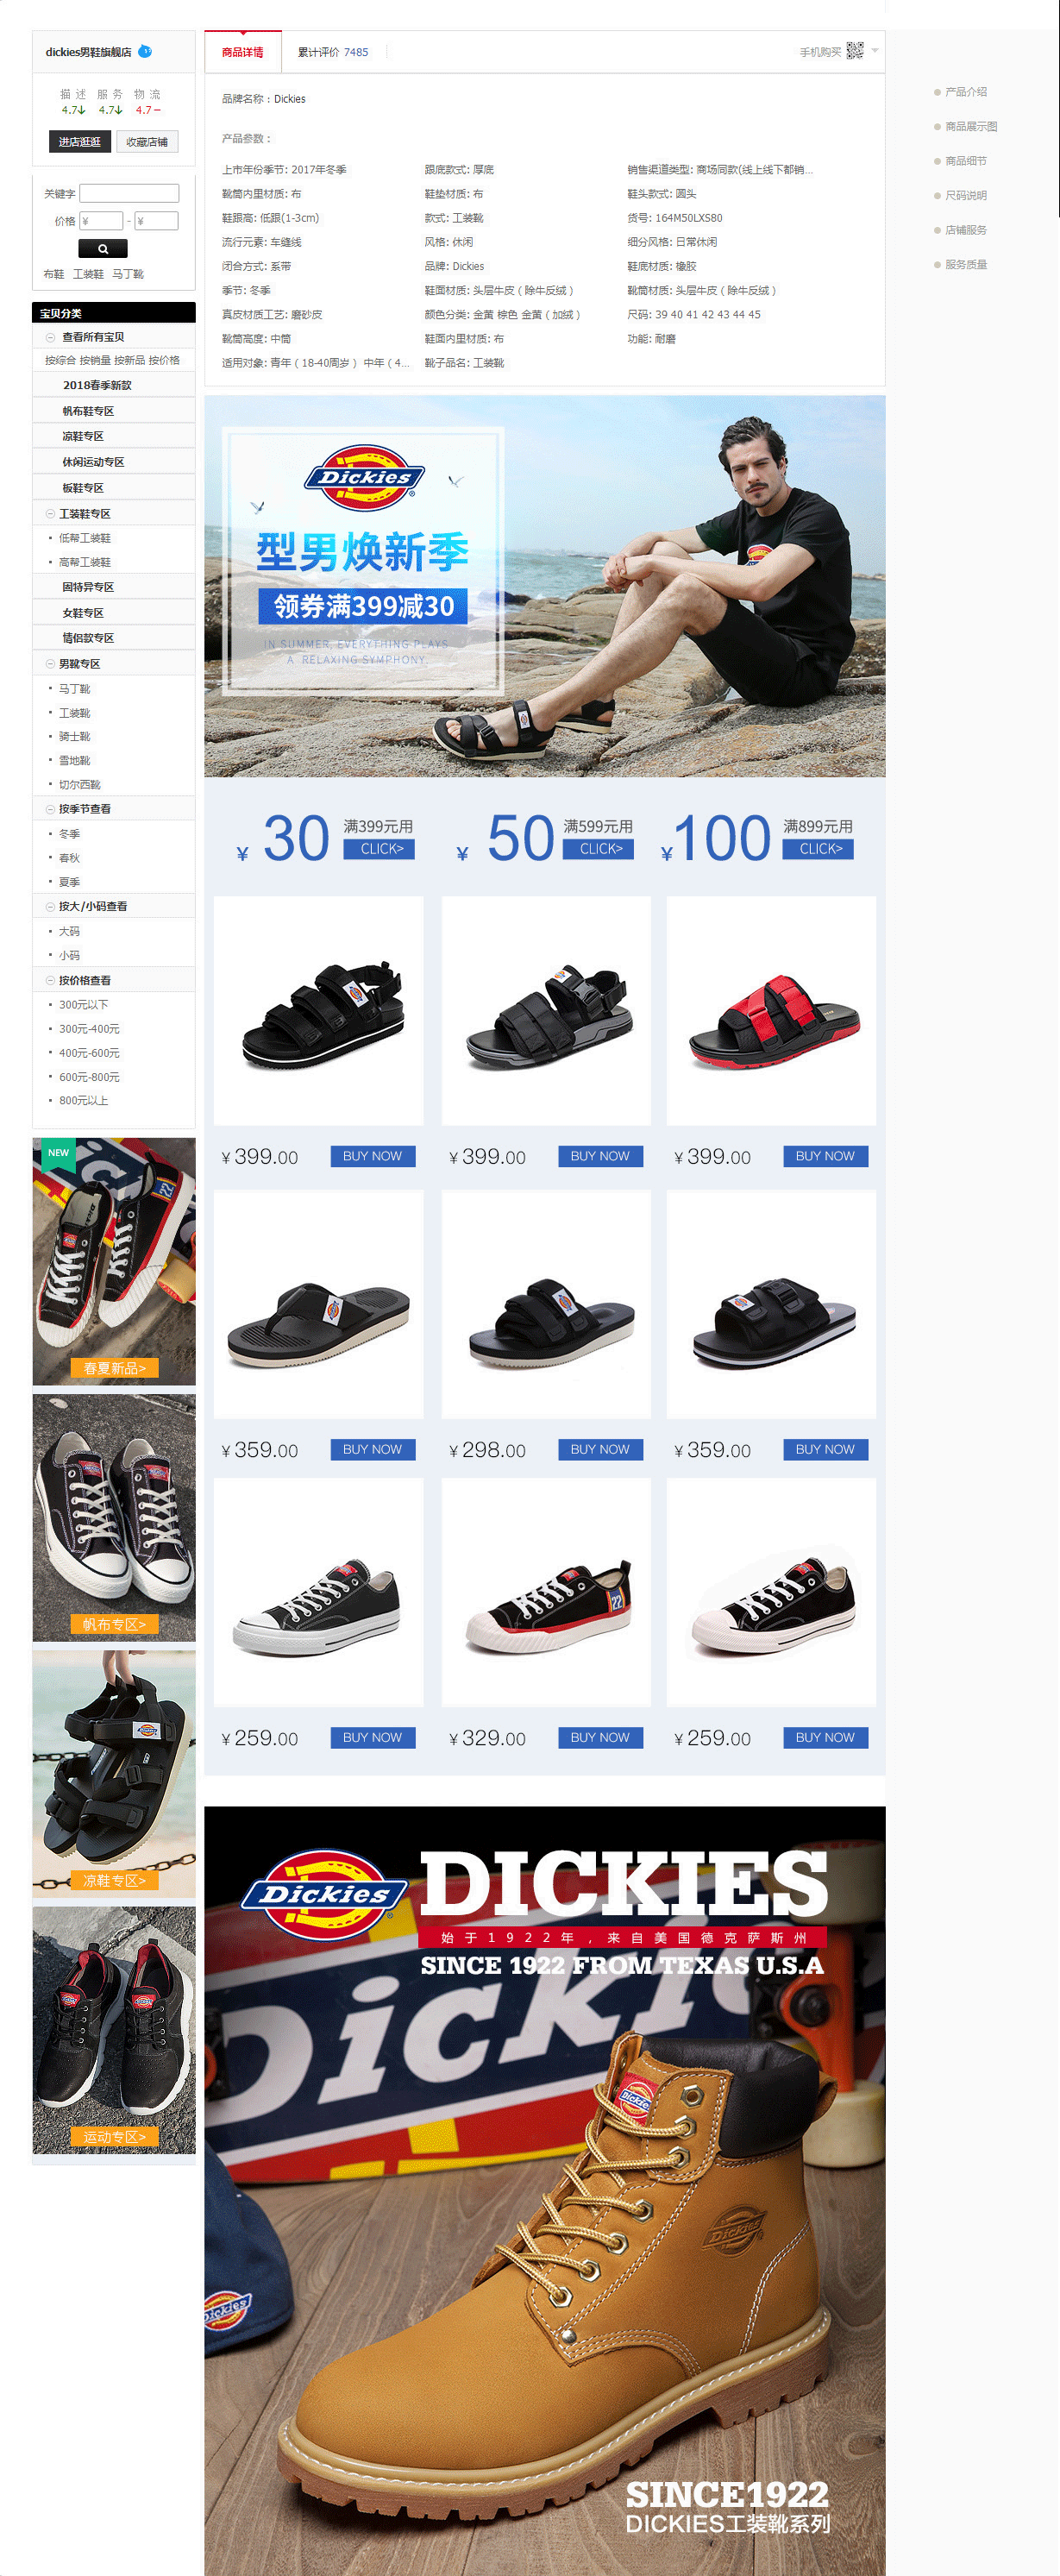 dickies男鞋旗舰店
描 述 服 务 物 流
4.7↓ 4.7↓ 4.7−
进店逛逛 收藏店铺
关键字
价格 ¥ - ¥
布鞋 工装鞋 马丁靴
宝贝分类
查看所有宝贝
按综合 按销量 按新品 按价格
2018春季新款
帆布鞋专区
凉鞋专区
休闲运动专区
板鞋专区
工装鞋专区
低帮工装鞋
高帮工装鞋
固特异专区
女鞋专区
情侣款专区
男靴专区
马丁靴
工装靴
骑士靴
雪地靴
切尔西靴
按季节查看
冬季
春秋
夏季
按大/小码查看
大码
小码
按价格查看
300元以下
300元-400元
400元-600元
600元-800元
800元以上
NEW
22
春夏新品>
帆布专区>
Dickies
凉鞋专区>
运动专区>
商品详情 累计评价 7485 手机购买
品牌名称：Dickies
产品参数：
上市年份季节: 2017年冬季 跟底款式: 厚底 销售渠道类型: 商场同款(线上线下都销...
靴筒内里材质: 布 鞋垫材质: 布 鞋头款式: 圆头
鞋跟高: 低跟(1-3cm) 款式: 工装靴 货号: 164M50LXS80
流行元素: 车缝线 风格: 休闲 细分风格: 日常休闲
闭合方式: 系带 品牌: Dickies 鞋底材质: 橡胶
季节: 冬季 鞋面材质: 头层牛皮（除牛反绒） 靴筒材质: 头层牛皮（除牛反绒）
真皮材质工艺: 磨砂皮 颜色分类: 金黄 棕色 金黄（加绒） 尺码: 39 40 41 42 43 44 45
靴筒高度: 中筒 鞋面内里材质: 布 功能: 耐磨
适用对象: 青年（18-40周岁） 中年（4... 靴子品名: 工装靴
Dickies
型男焕新季
领券满399减30
IN SUMMER, EVERYTHING PLAYS
A RELAXING SYMPHONY.
¥ 30 满399元用 CLICK> ¥ 50 满599元用 CLICK> ¥ 100 满899元用 CLICK>
¥ 399.00 BUY NOW ¥ 399.00 BUY NOW ¥ 399.00 BUY NOW
¥ 359.00 BUY NOW ¥ 298.00 BUY NOW ¥ 359.00 BUY NOW
22
¥ 259.00 BUY NOW ¥ 329.00 BUY NOW ¥ 259.00 BUY NOW
Dickies DICKIES
始于1922年，来自美国德克萨斯州
SINCE 1922 FROM TEXAS U.S.A
Dickies
Dickies
Dickies
SINCE1922
DICKIES工装靴系列
产品介绍
商品展示图
商品细节
尺码说明
店铺服务
服务质量